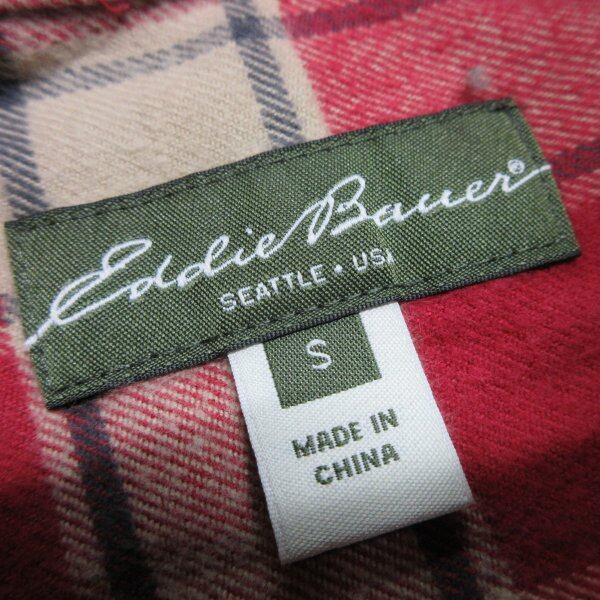 Eddie Bauer®
SEATTLE · USA
S
MADE IN
CHINA